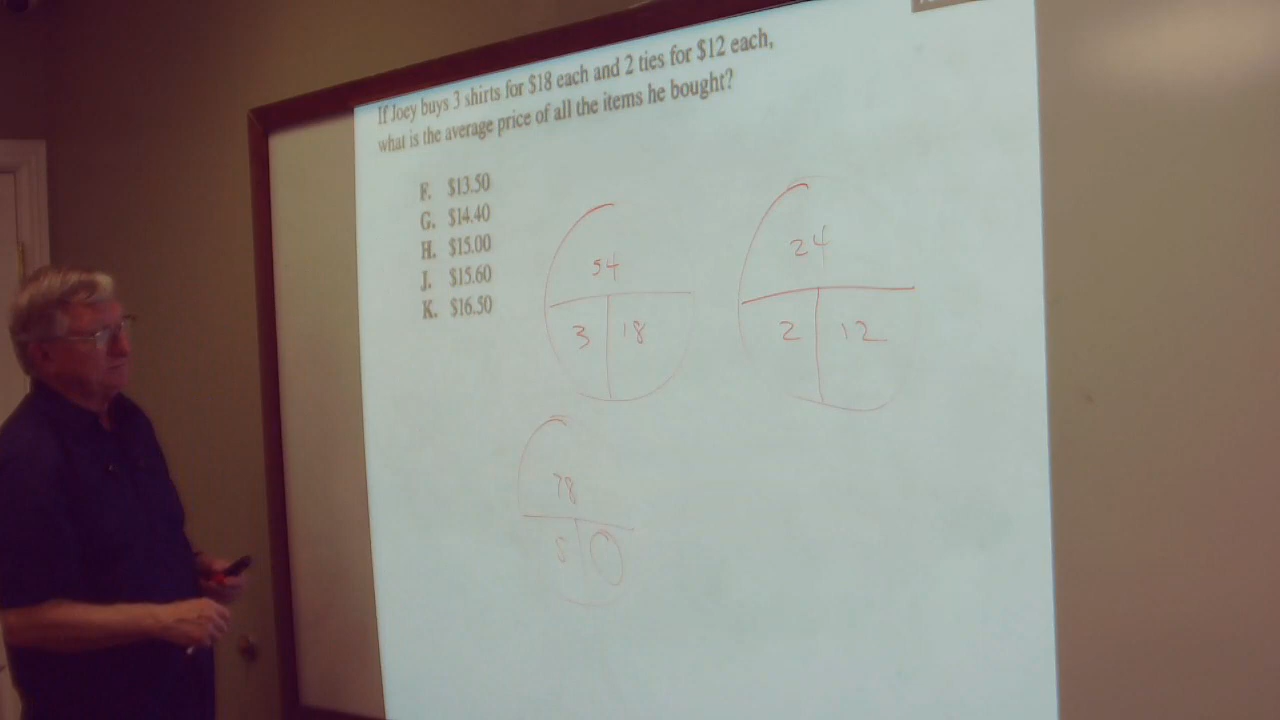 If Joey buys 3 shirts for $18 each and 2 ties for $12 each,
what is the average price of all the items he bought?
F. $13.50
G. $14.40
H. $15.00
J. $15.60
K. $16.50
54
3 18
24
2 12
78
5